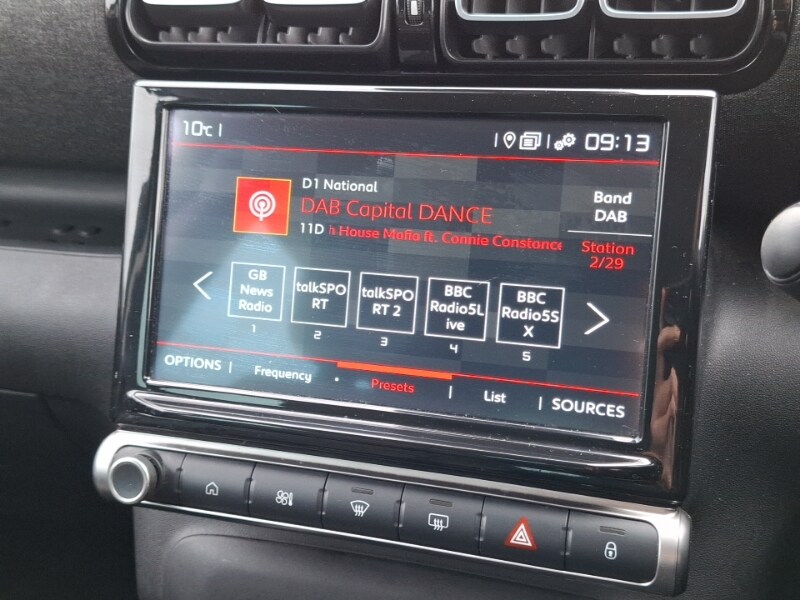 10°C
09:13
D1 National
DAB Capital DANCE
11D
House Mafia ft. Connie Constance
Band
DAB
Station
2/29
GB
News
Radio
1
talkSPO
RT
2
talkSPO
RT 2
3
BBC
Radio5L
ive
4
BBC
Radio5S
X
5
OPTIONS
Frequency
Presets
List
SOURCES